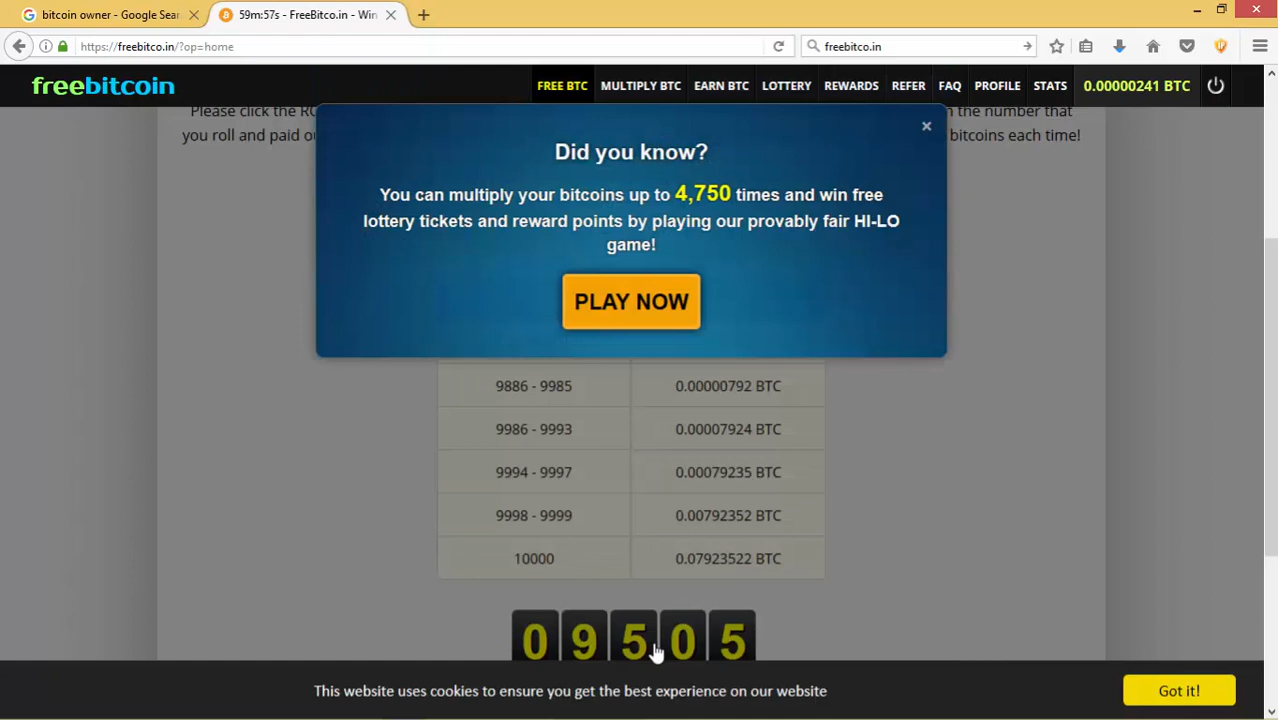 bitcoin owner - Google Sear
59m:57s - FreeBitco.in - Win
https://freebitco.in/?op=home
freebitco.in
freebitcoin
FREE BTC
MULTIPLY BTC
EARN BTC
LOTTERY
REWARDS
REFER
FAQ
PROFILE
STATS
0.00000241 BTC
Please click the RO
m the number that
you roll and paid o
bitcoins each time!
Did you know?
You can multiply your bitcoins up to 4,750 times and win free
lottery tickets and reward points by playing our provably fair HI-LO
game!
PLAY NOW
9886 - 9985
0.00000792 BTC
9986 - 9993
0.00007924 BTC
9994 - 9997
0.00079235 BTC
9998 - 9999
0.00792352 BTC
10000
0.07923522 BTC
09505
This website uses cookies to ensure you get the best experience on our website
Got it!